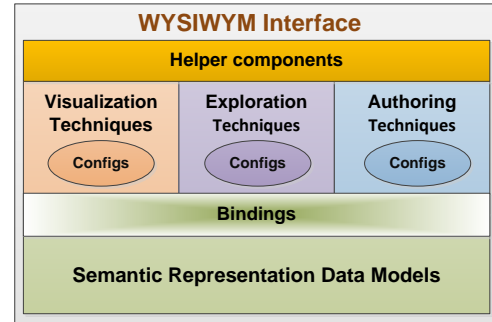 WYSIWYM Interface
Helper components
Visualization
Techniques
Configs
Exploration
Techniques
Configs
Authoring
Techniques
Configs
Bindings
Semantic Representation Data Models